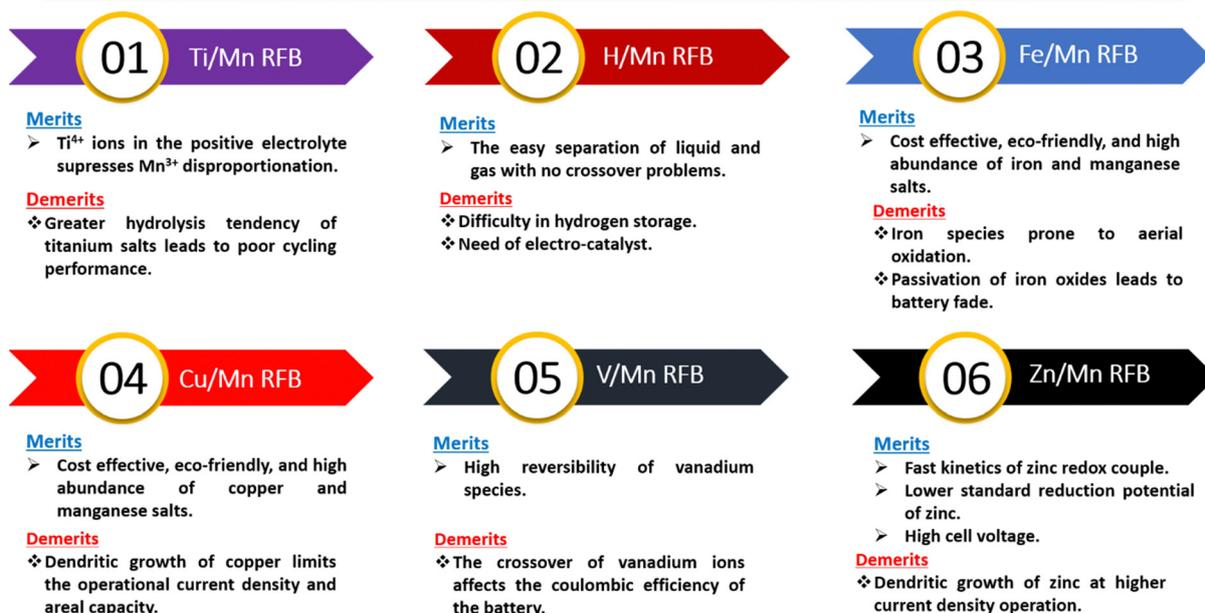 01 Ti/Mn RFB
Merits
➢ Ti⁴⁺ ions in the positive electrolyte
supresses Mn³⁺ disproportionation.
Demerits
❖Greater hydrolysis tendency of
titanium salts leads to poor cycling
performance.
02 H/Mn RFB
Merits
➢ The easy separation of liquid and
gas with no crossover problems.
Demerits
❖Difficulty in hydrogen storage.
❖Need of electro-catalyst.
03 Fe/Mn RFB
Merits
➢ Cost effective, eco-friendly, and high
abundance of iron and manganese
salts.
Demerits
❖Iron species prone to aerial
oxidation.
❖Passivation of iron oxides leads to
battery fade.
04 Cu/Mn RFB
Merits
➢ Cost effective, eco-friendly, and high
abundance of copper and
manganese salts.
Demerits
❖Dendritic growth of copper limits
the operational current density and
areal capacity.
05 V/Mn RFB
Merits
➢ High reversibility of vanadium
species.
Demerits
❖The crossover of vanadium ions
affects the coulombic efficiency of
the battery.
06 Zn/Mn RFB
Merits
➢ Fast kinetics of zinc redox couple.
➢ Lower standard reduction potential
of zinc.
➢ High cell voltage.
Demerits
❖Dendritic growth of zinc at higher
current density operation.